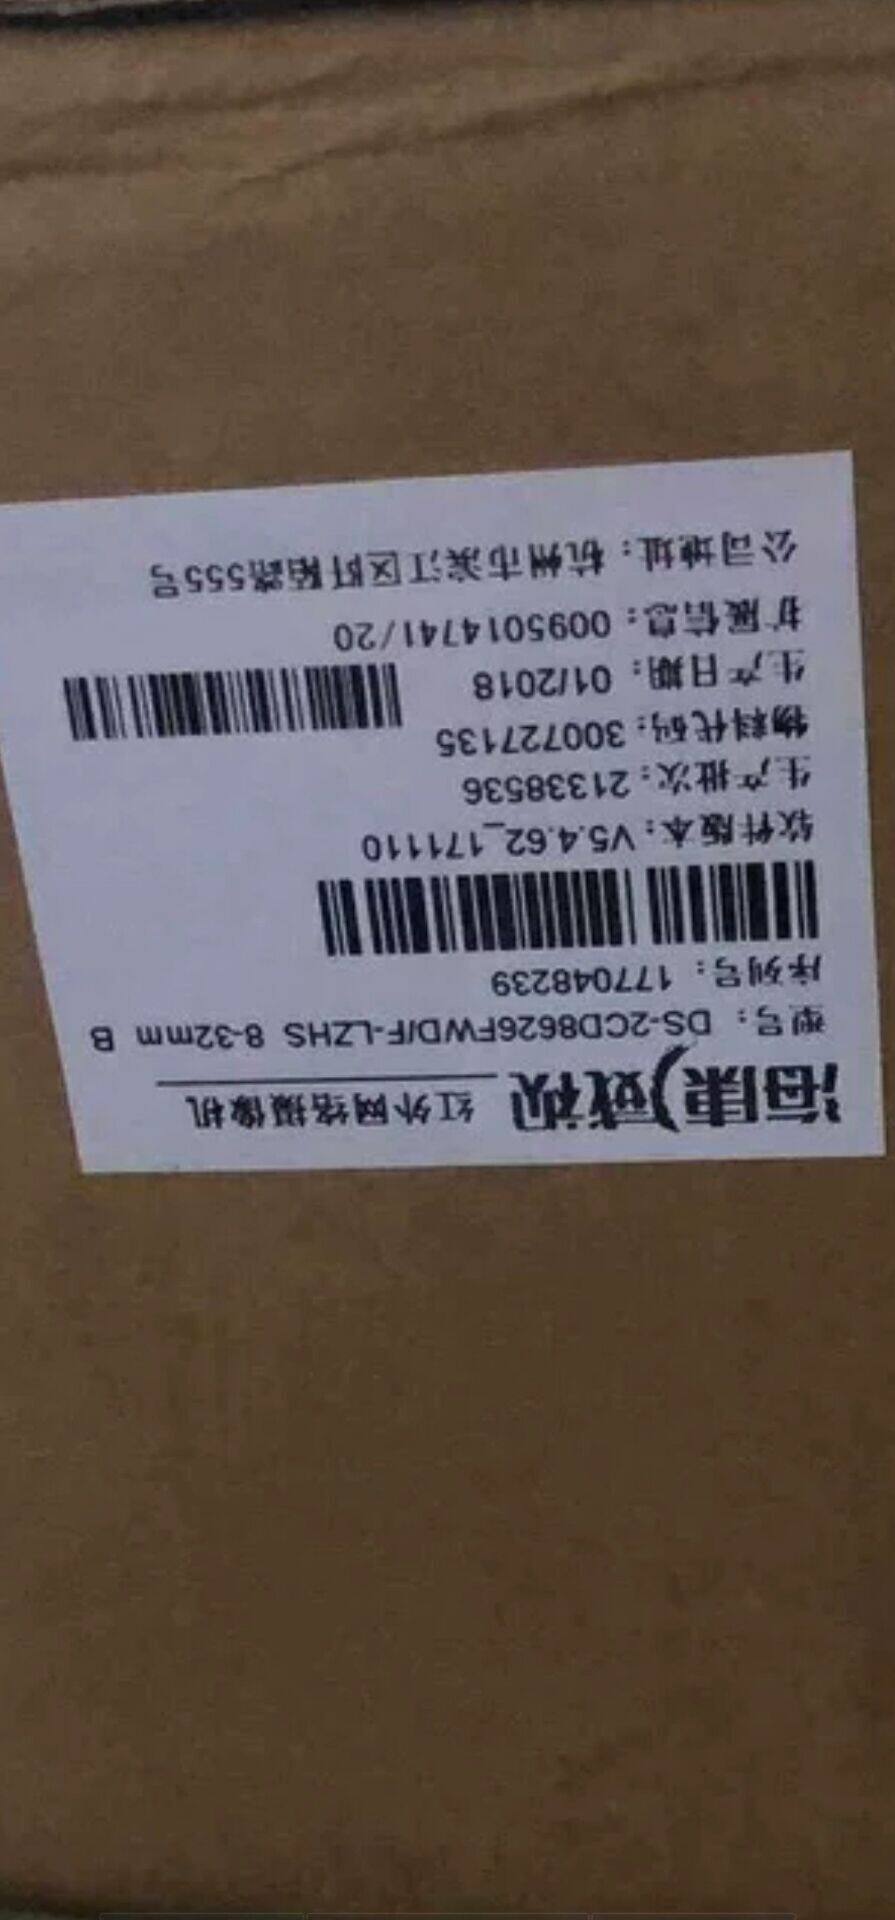 海康威视 红外网络摄像机
型号: DS-2CD8626FWD/F-LZHS 8-32mm B
序列号: 177048239
软件版本: V5.4.62_171110
生产批次: 21338536
物料代码: 300727135
生产日期: 01/2018
扩展信息: 0095014741/20
公司地址: 杭州市滨江区阡陌路555号